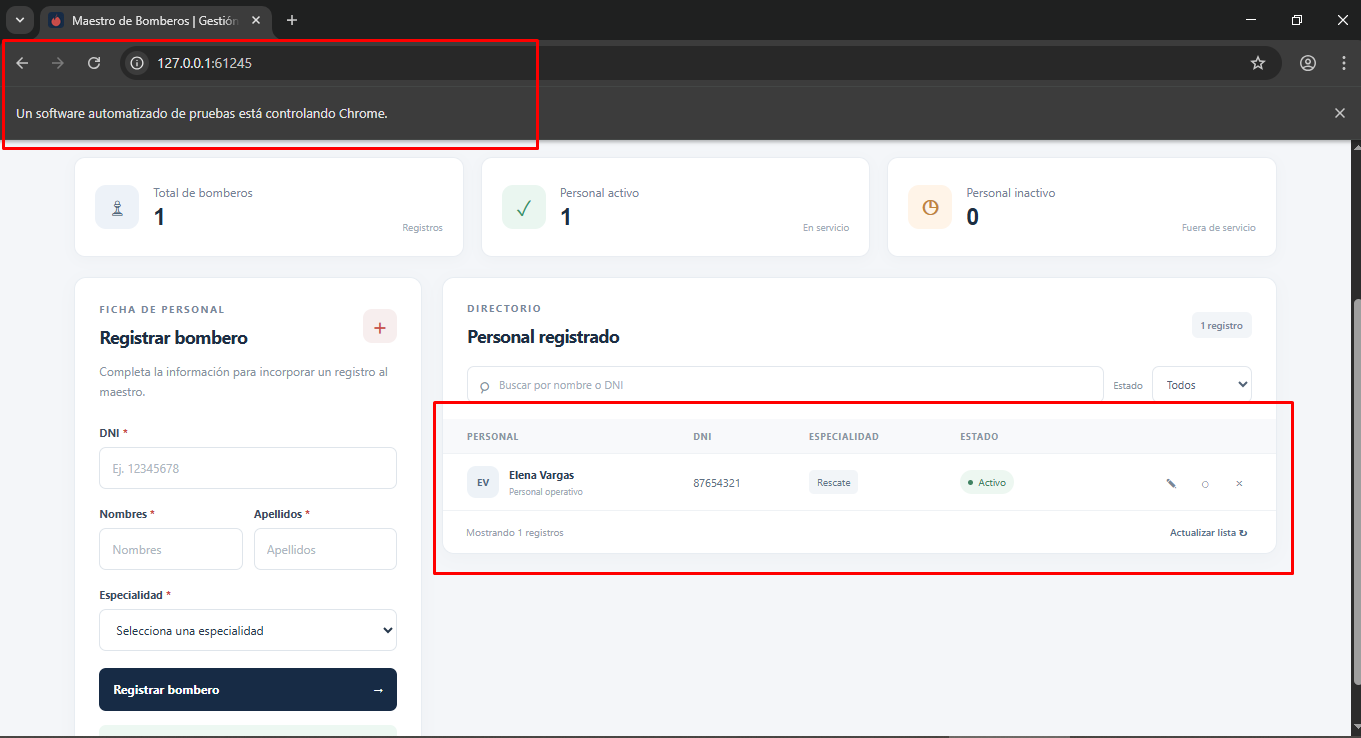 Maestro de Bomberos | Gestión
127.0.0.1:61245
Un software automatizado de pruebas está controlando Chrome.
Total de bomberos
1
Registros
Personal activo
1
En servicio
Personal inactivo
0
Fuera de servicio
FICHA DE PERSONAL
Registrar bombero
+
Completa la información para incorporar un registro al
maestro.
DNI *
Ej. 12345678
Nombres * Apellidos *
Nombres Apellidos
Especialidad *
Selecciona una especialidad
Registrar bombero →
DIRECTORIO
Personal registrado
1 registro
Buscar por nombre o DNI Estado Todos
PERSONAL DNI ESPECIALIDAD ESTADO
EV Elena Vargas 87654321 Rescate Activo
Personal operativo
Mostrando 1 registros Actualizar lista ↻